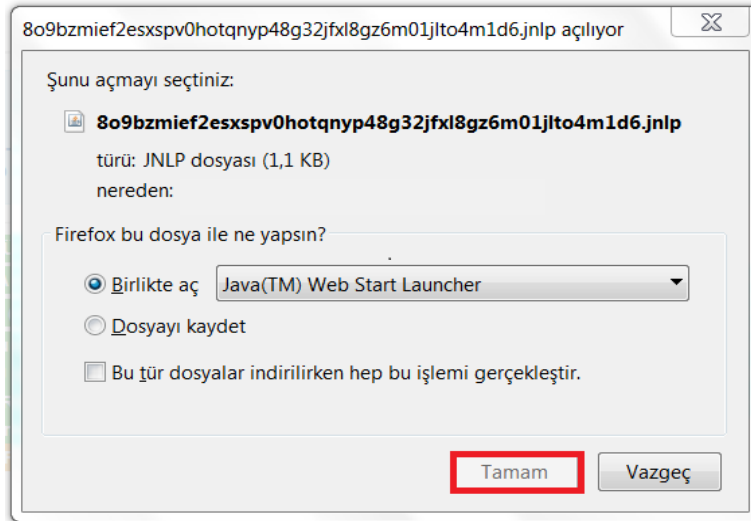 8o9bzmief2esxspv0hotqnyp48g32jfxl8gz6m01jlto4m1d6.jnlp açılıyor
Şunu açmayı seçtiniz:
8o9bzmief2esxspv0hotqnyp48g32jfxl8gz6m01jlto4m1d6.jnlp
türü: JNLP dosyası (1,1 KB)
nereden:
Firefox bu dosya ile ne yapsın?
Birlikte aç Java(TM) Web Start Launcher
Dosyayı kaydet
Bu tür dosyalar indirilirken hep bu işlemi gerçekleştir.
Tamam Vazgeç